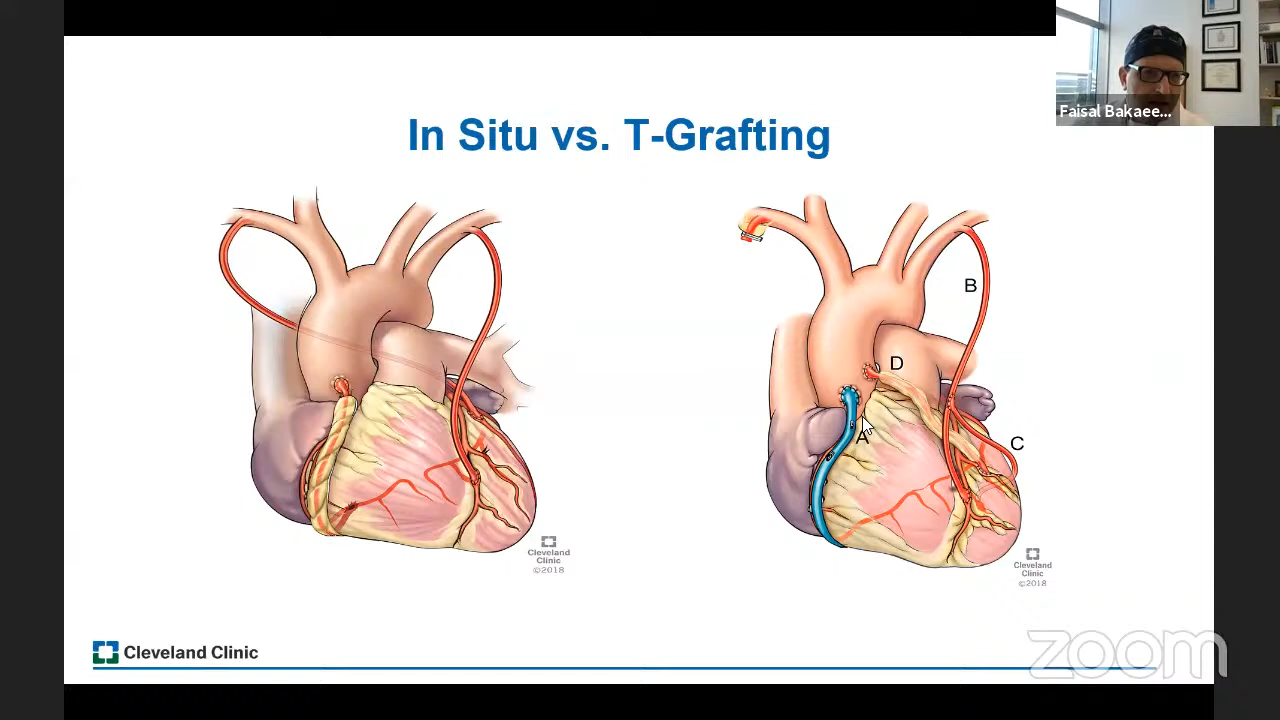 Faisal Bakaee...
In Situ vs. T-Grafting
B
D
A
C
Cleveland
Clinic
©2018
Cleveland
Clinic
©2018
Cleveland Clinic
zoom